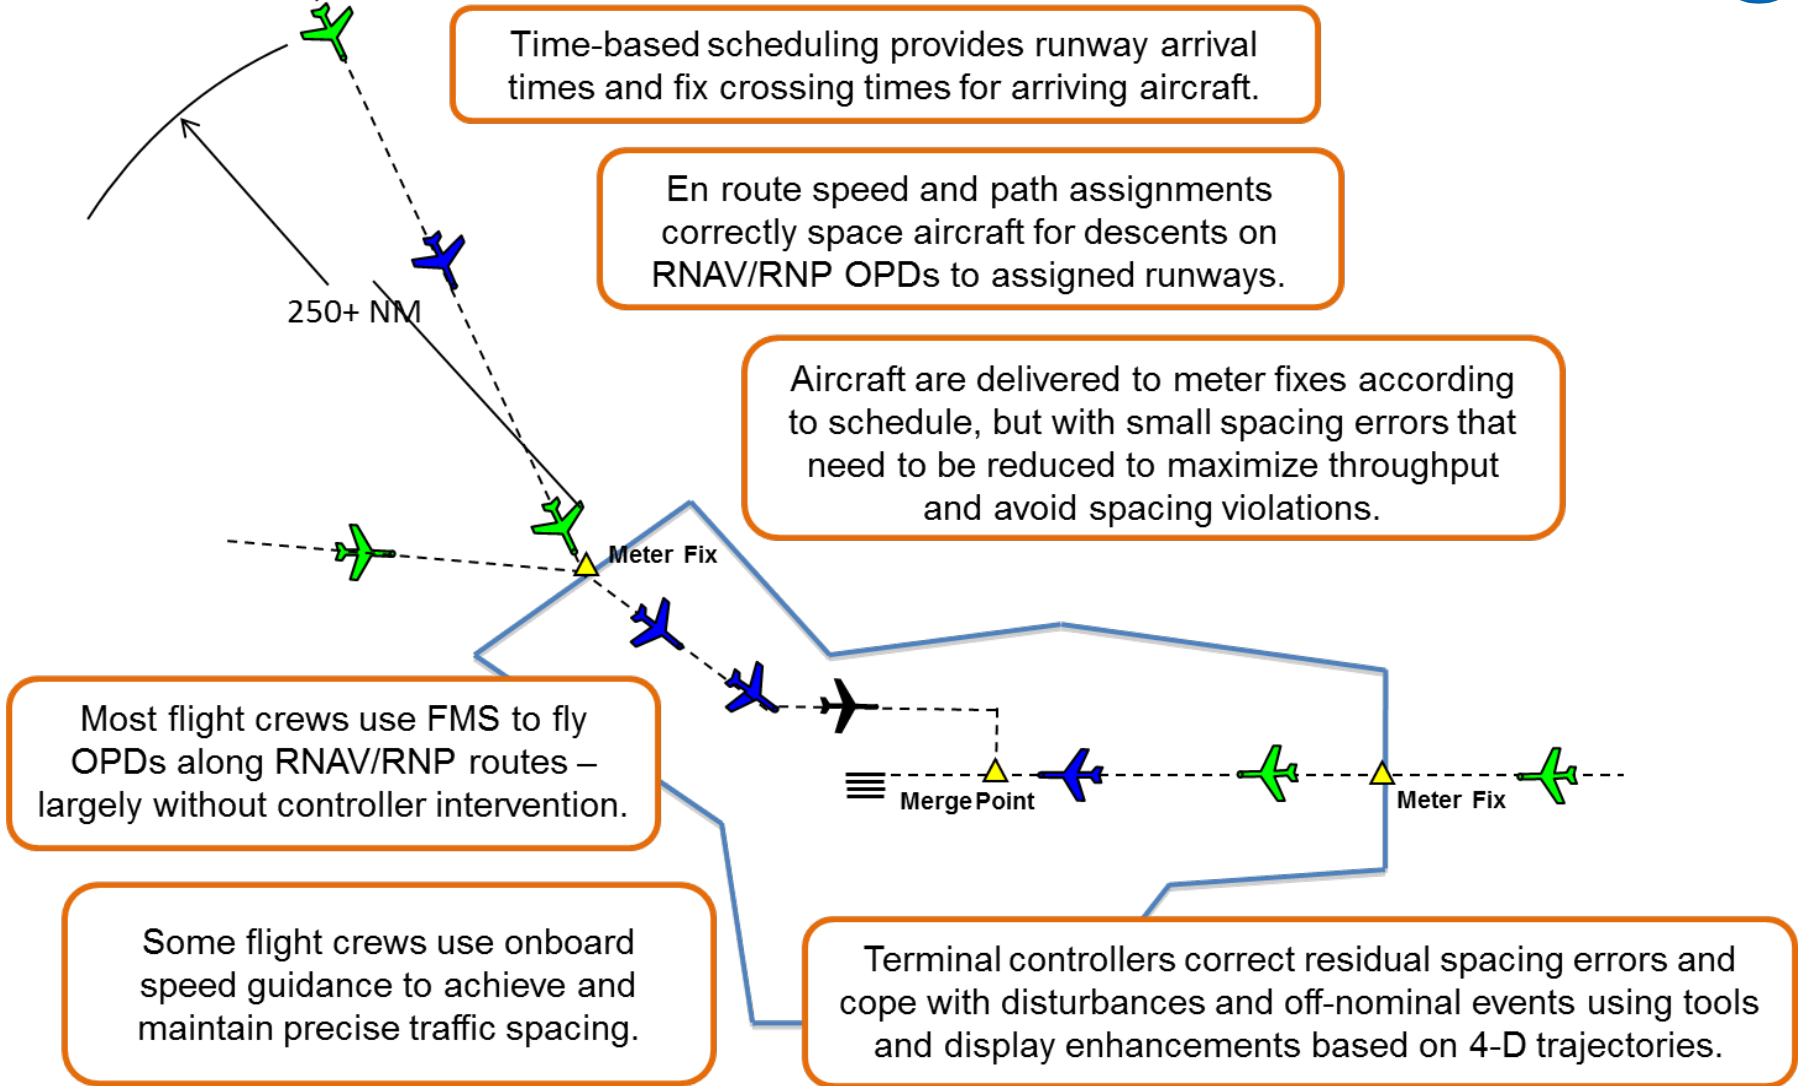 Time-based scheduling provides runway arrival
times and fix crossing times for arriving aircraft.
En route speed and path assignments
correctly space aircraft for descents on
RNAV/RNP OPDs to assigned runways.
250+ NM
Aircraft are delivered to meter fixes according
to schedule, but with small spacing errors that
need to be reduced to maximize throughput
and avoid spacing violations.
Meter Fix
Most flight crews use FMS to fly
OPDs along RNAV/RNP routes –
largely without controller intervention.
Merge Point
Meter Fix
Some flight crews use onboard
speed guidance to achieve and
maintain precise traffic spacing.
Terminal controllers correct residual spacing errors and
cope with disturbances and off-nominal events using tools
and display enhancements based on 4-D trajectories.